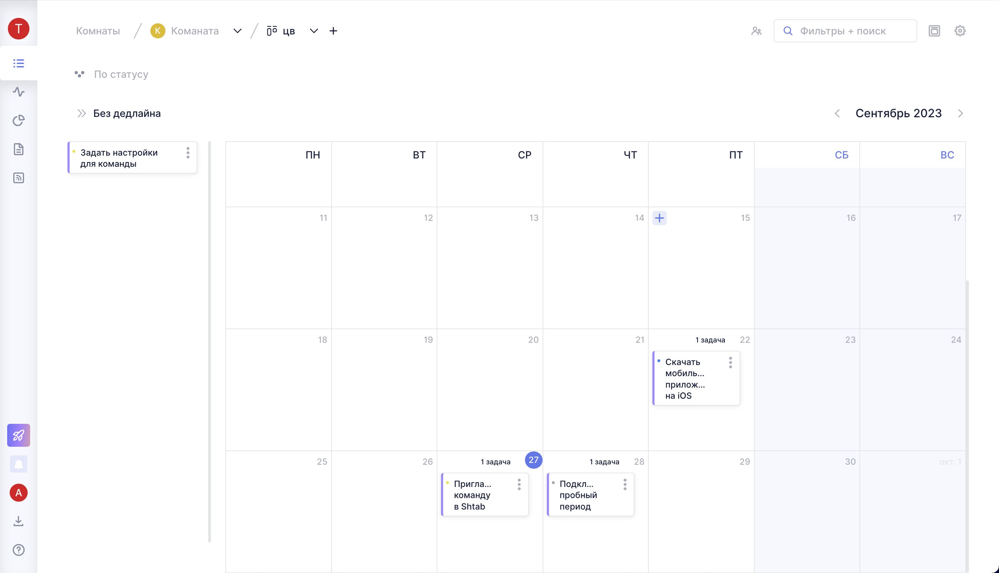 T
Комнаты
К
Команата
цв
Фильтры + поиск
По статусу
Без дедлайна
Сентябрь 2023
Задать настройки
для команды
ПН
ВТ
СР
ЧТ
ПТ
СБ
ВС
11
12
13
14
15
16
17
18
19
20
21
1 задача
22
23
24
Скачать
мобиль...
прилож...
на iOS
25
26
1 задача
27
1 задача
28
29
30
окт. 1
Пригла...
команду
в Shtab
Подкл...
пробный
период
A